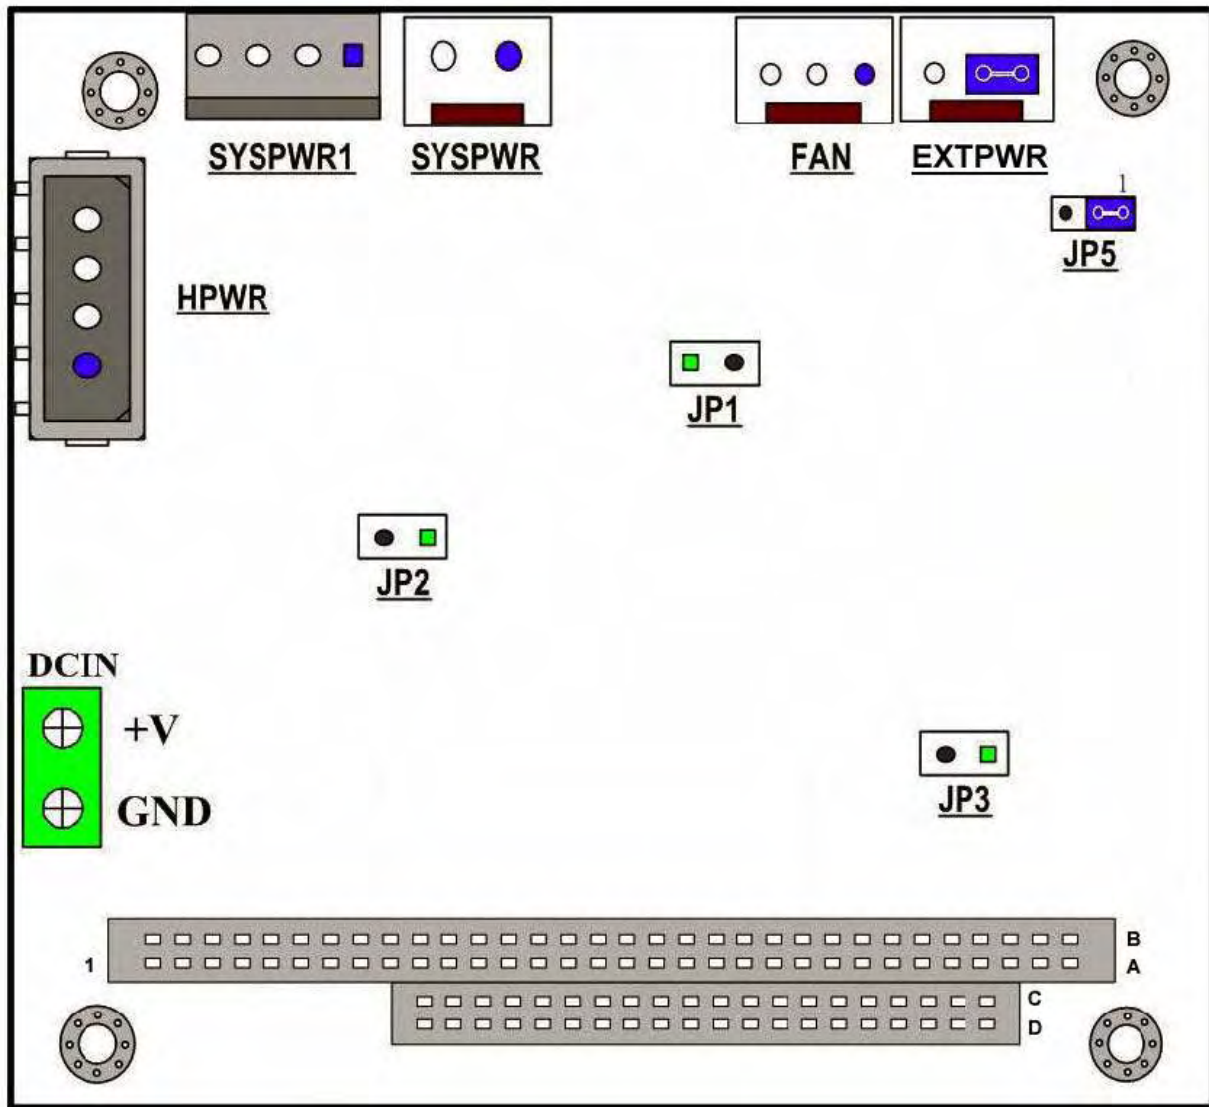 SYSPWR1
SYSPWR
FAN
EXTPWR
1
JP5
HPWR
JP1
JP2
DCIN
+V
GND
JP3
B
1
A
C
D